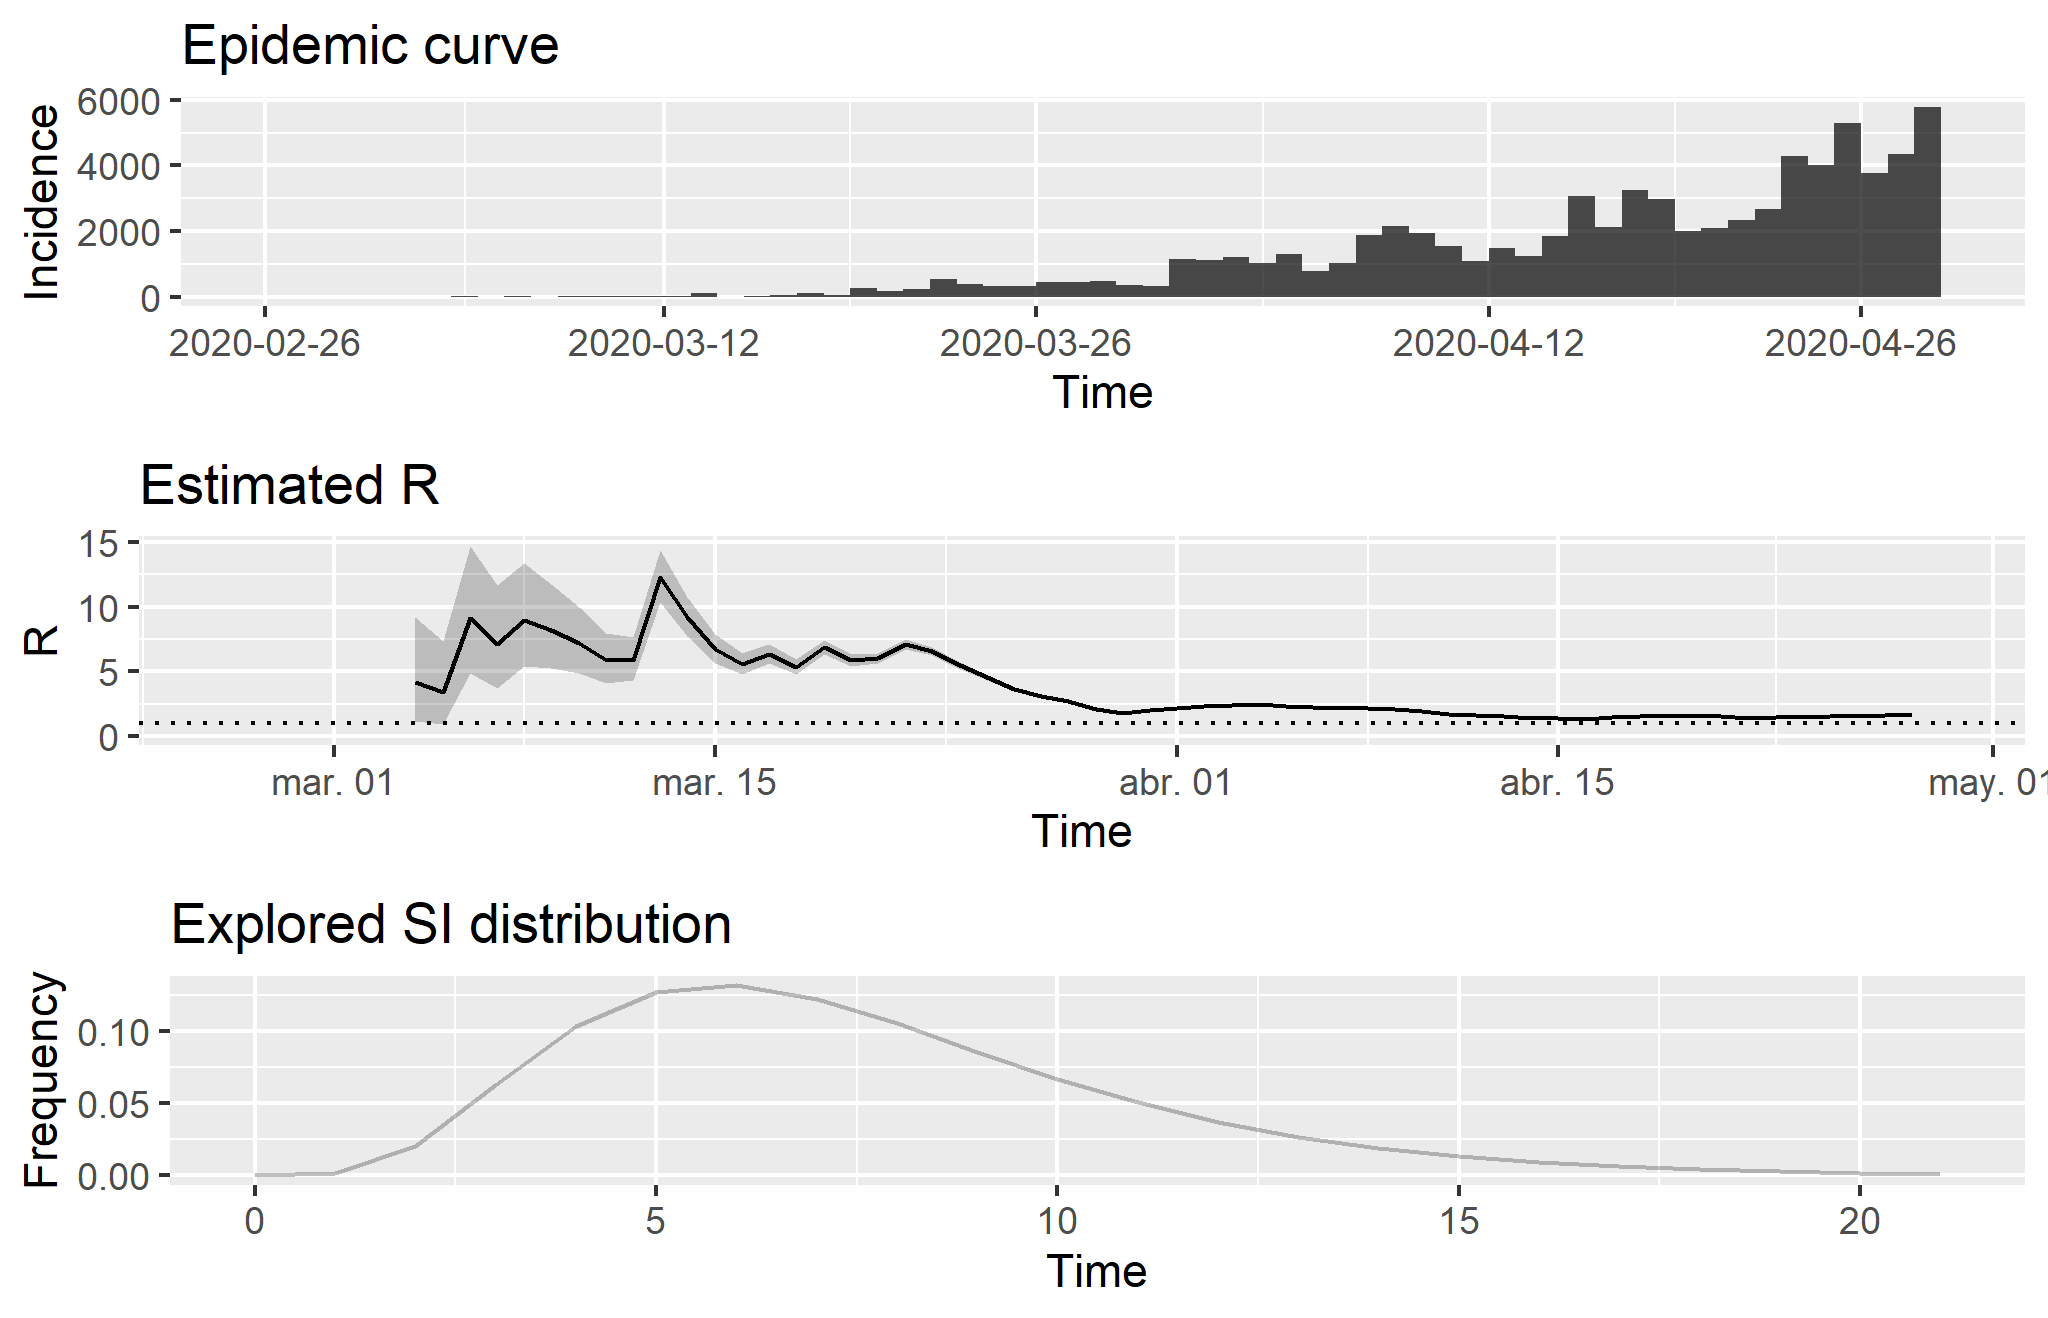 Epidemic curve
Incidence
6000
4000
2000
0
2020-02-26 2020-03-12 2020-03-26 2020-04-12 2020-04-26
Time
Estimated R
R
15
10
5
0
mar. 01 mar. 15 abr. 01 abr. 15 may. 01
Time
Explored SI distribution
Frequency
0.10
0.05
0.00
0 5 10 15 20
Time